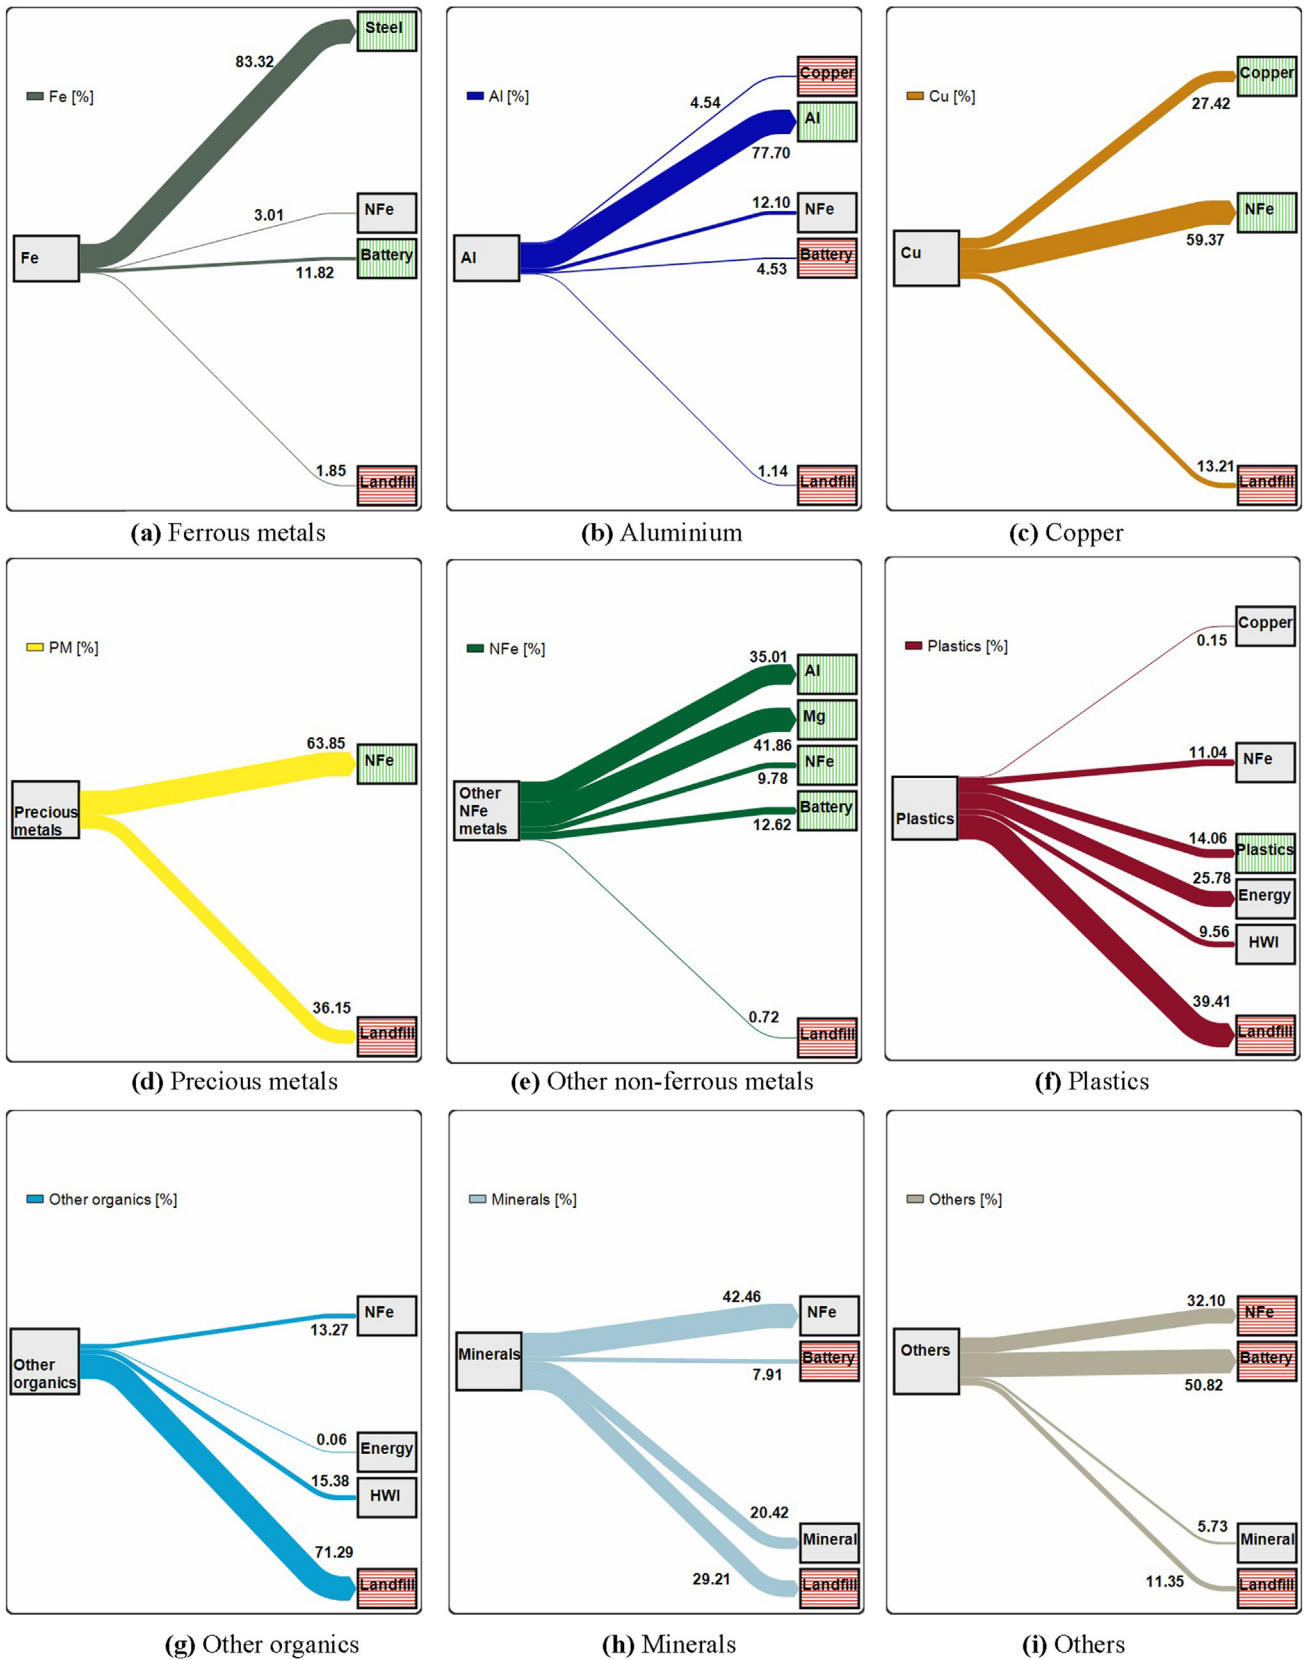 Steel
83.32
Fe [%]
3.01
NFe
Fe
Battery
11.82
1.85
Landfill
(a) Ferrous metals
Copper
Al [%]
4.54
Al
77.70
12.10
NFe
Al
Battery
4.53
1.14
Landfill
(b) Aluminium
Copper
Cu [%]
27.42
NFe
59.37
Cu
13.21
Landfill
(c) Copper
PM [%]
63.85
NFe
Precious
metals
36.15
Landfill
(d) Precious metals
NFe [%]
35.01
Al
Mg
41.86
NFe
9.78
Other
NFe
metals
Battery
12.62
0.72
Landfill
(e) Other non-ferrous metals
Copper
0.15
Plastics [%]
11.04
NFe
Plastics
14.06
Plastics
25.78
Energy
9.56
HWI
39.41
Landfill
(f) Plastics
Other organics [%]
NFe
13.27
Other
organics
0.06
Energy
15.38
HWI
71.29
Landfill
(g) Other organics
Minerals [%]
42.46
NFe
Minerals
Battery
7.91
20.42
Mineral
29.21
Landfill
(h) Minerals
Others [%]
32.10
NFe
Others
Battery
50.82
5.73
Mineral
11.35
Landfill
(i) Others